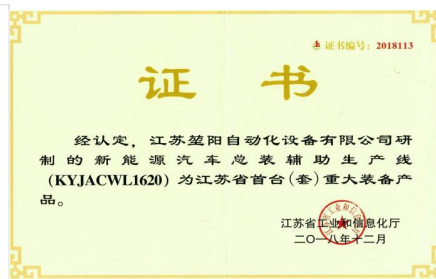 证书编号：2018113
证 书
经认定，江苏堃阳自动化设备有限公司研
制的新能源汽车总装辅助生产线
（KYJACWL1620）为江苏省首台（套）重大装备产
品。
江苏省工业和信息化厅
二〇一八年十二月